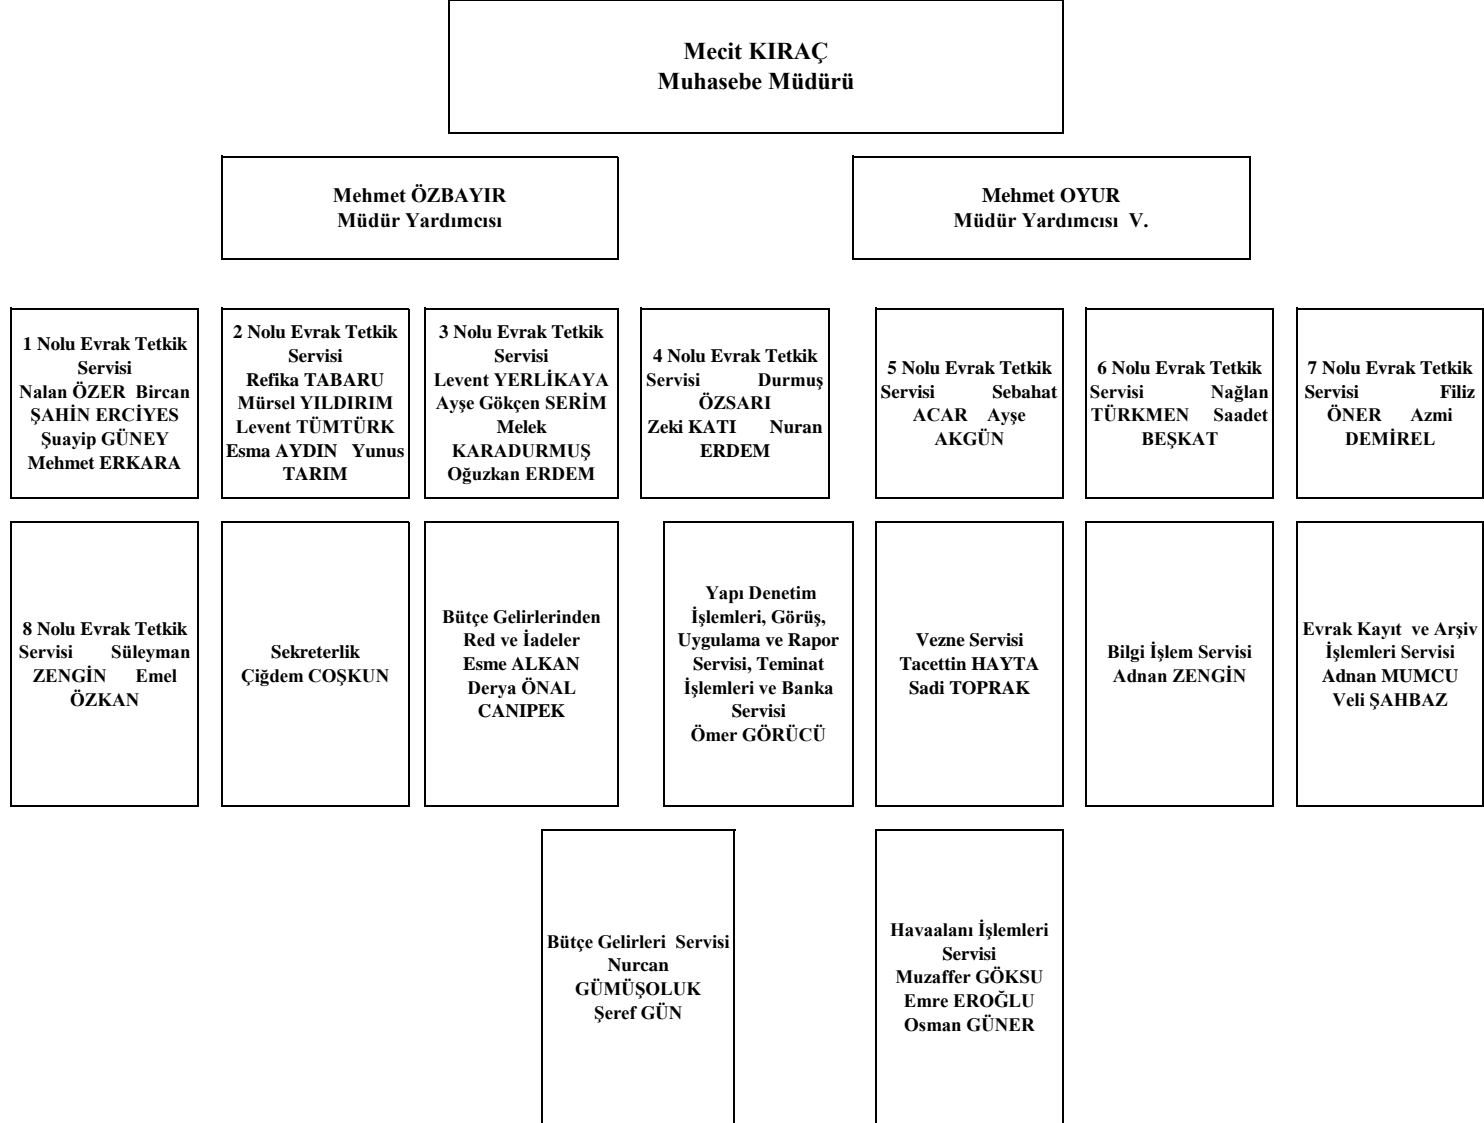 Mecit KIRAÇ
Muhasebe Müdürü
Mehmet ÖZBAYIR
Müdür Yardımcısı
Mehmet OYUR
Müdür Yardımcısı V.
1 Nolu Evrak Tetkik
Servisi
Nalan ÖZER Bircan
ŞAHİN ERCİYES
Şuayip GÜNEY
Mehmet ERKARA
2 Nolu Evrak Tetkik
Servisi
Refika TABARU
Mürsel YILDIRIM
Levent TÜMTÜRK
Esma AYDIN Yunus
TARIM
3 Nolu Evrak Tetkik
Servisi
Levent YERLİKAYA
Ayşe Gökçen SERİM
Melek
KARADURMUŞ
Oğuzkan ERDEM
4 Nolu Evrak Tetkik
Servisi Durmuş
ÖZSARI
Zeki KATI Nuran
ERDEM
5 Nolu Evrak Tetkik
Servisi Sebahat
ACAR Ayşe
AKGÜN
6 Nolu Evrak Tetkik
Servisi Nağlan
TÜRKMEN Saadet
BEŞKAT
7 Nolu Evrak Tetkik
Servisi Filiz
ÖNER Azmi
DEMİREL
8 Nolu Evrak Tetkik
Servisi Süleyman
ZENGİN Emel
ÖZKAN
Sekreterlik
Çiğdem COŞKUN
Bütçe Gelirlerinden
Red ve İadeler
Esme ALKAN
Derya ÖNAL
CANIPEK
Yapı Denetim
İşlemleri, Görüş,
Uygulama ve Rapor
Servisi, Teminat
İşlemleri ve Banka
Servisi
Ömer GÖRÜCÜ
Vezne Servisi
Tacettin HAYTA
Sadi TOPRAK
Bilgi İşlem Servisi
Adnan ZENGİN
Evrak Kayıt ve Arşiv
İşlemleri Servisi
Adnan MUMCU
Veli ŞAHBAZ
Bütçe Gelirleri Servisi
Nurcan
GÜMÜŞOLUK
Şeref GÜN
Havaalanı İşlemleri
Servisi
Muzaffer GÖKSU
Emre EROĞLU
Osman GÜNER